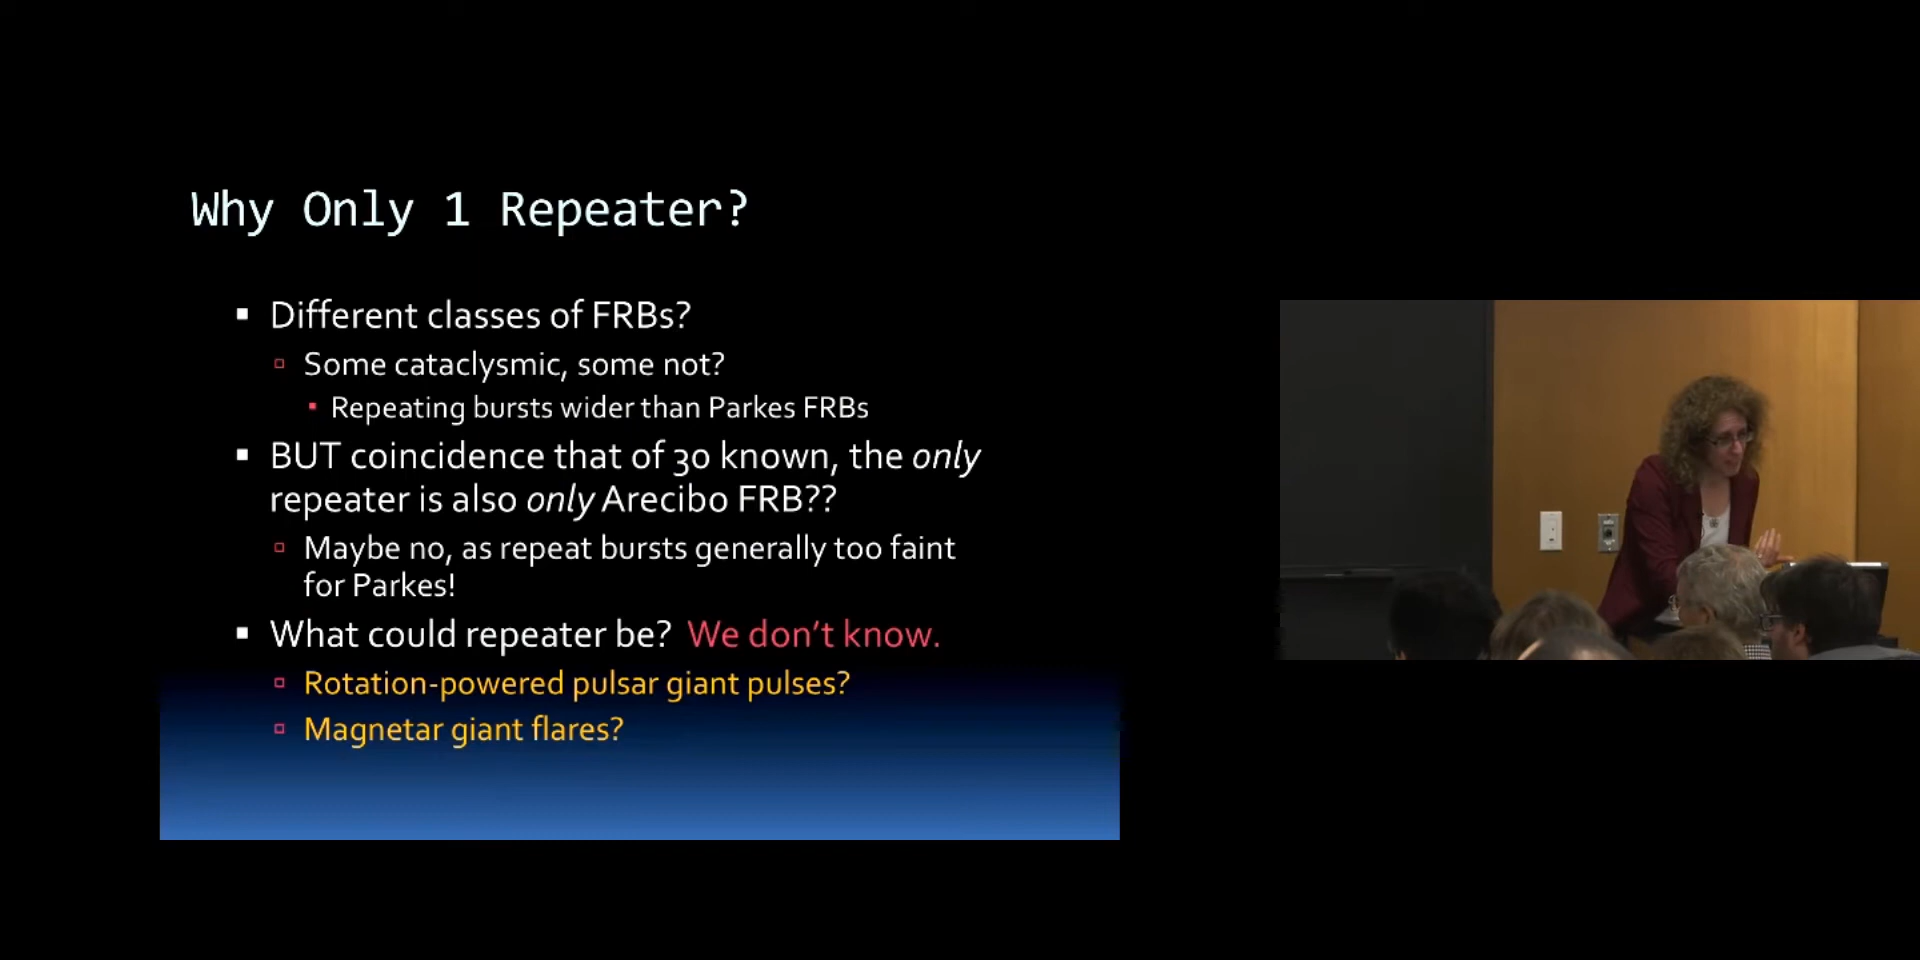 Why Only 1 Repeater?
Different classes of FRBs?
Some cataclysmic, some not?
Repeating bursts wider than Parkes FRBs
BUT coincidence that of 30 known, the only
repeater is also only Arecibo FRB??
Maybe no, as repeat bursts generally too faint
for Parkes!
What could repeater be? We don't know.
Rotation-powered pulsar giant pulses?
Magnetar giant flares?